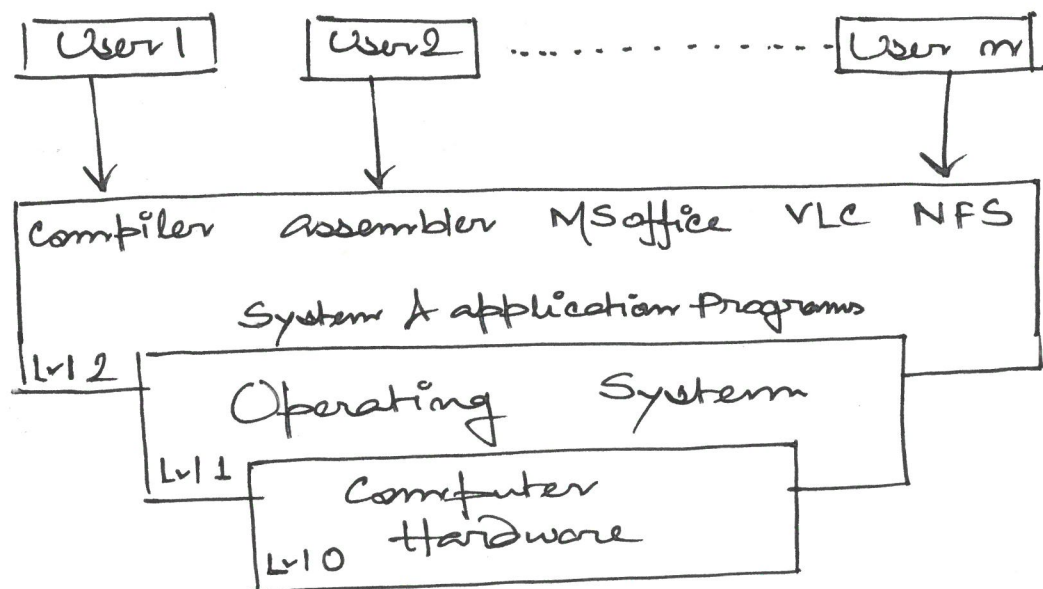 User 1 User 2 User n
Compiler assembler MSoffice VLC NFS
System & application Programs
Lvl 2
Operating System
Lvl 1
Computer
Hardware
Lvl 0